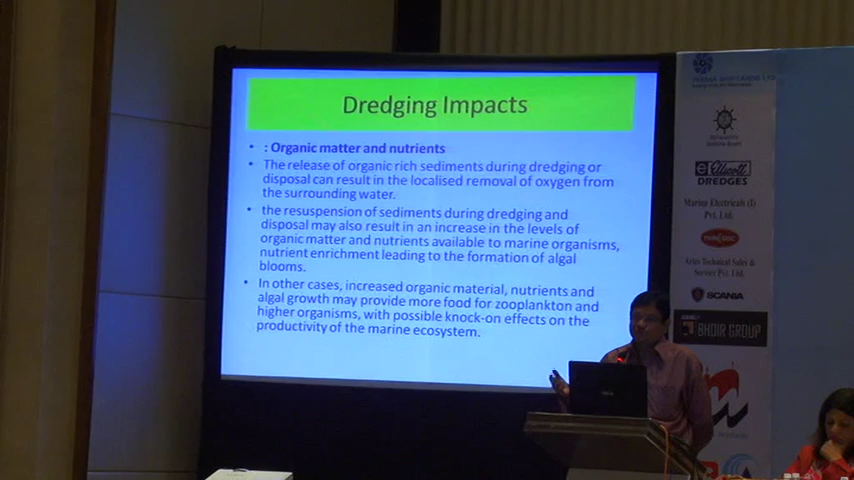 Dredging Impacts
• : Organic matter and nutrients
• The release of organic rich sediments during dredging or
disposal can result in the localised removal of oxygen from
the surrounding water.
• the resuspension of sediments during dredging and
disposal may also result in an increase in the levels of
organic matter and nutrients available to marine organisms,
nutrient enrichment leading to the formation of algal
blooms.
• In other cases, increased organic material, nutrients and
algal growth may provide more food for zooplankton and
higher organisms, with possible knock-on effects on the
productivity of the marine ecosystem.
Ellicott
DREDGES
Marine Electricals (I)
Pvt. Ltd.
Technical Sales &
Service Pvt. Ltd.
SCANIA
GROUP